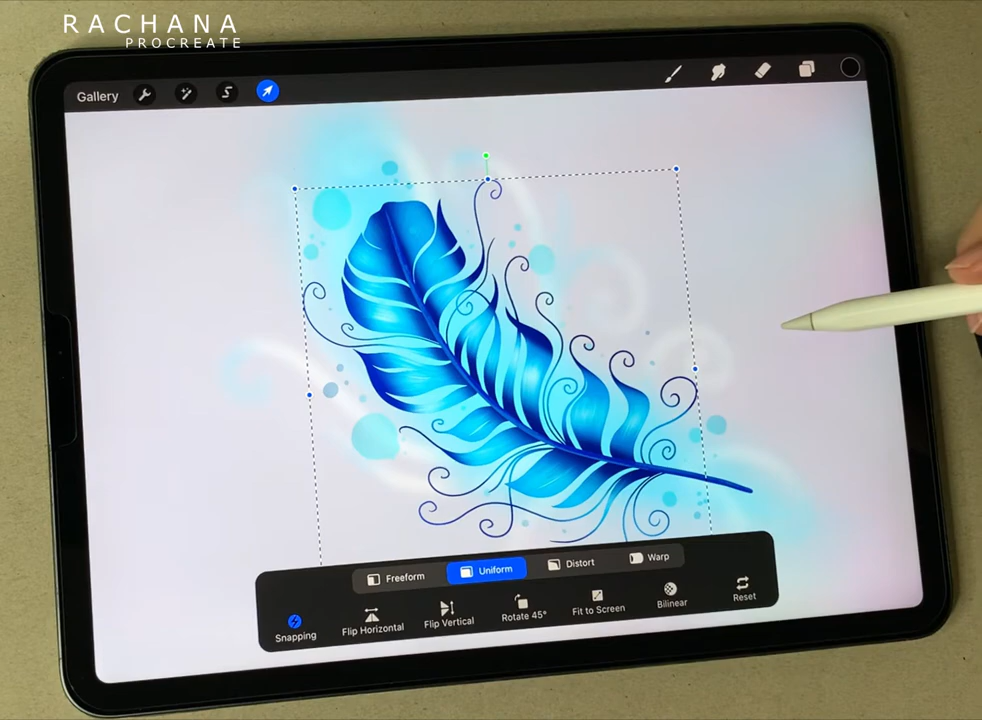 RACHANA
PROCREATE
Gallery
Freeform
Uniform
Distort
Warp
Snapping
Flip Horizontal
Flip Vertical
Rotate 45°
Fit to Screen
Bilinear
Reset